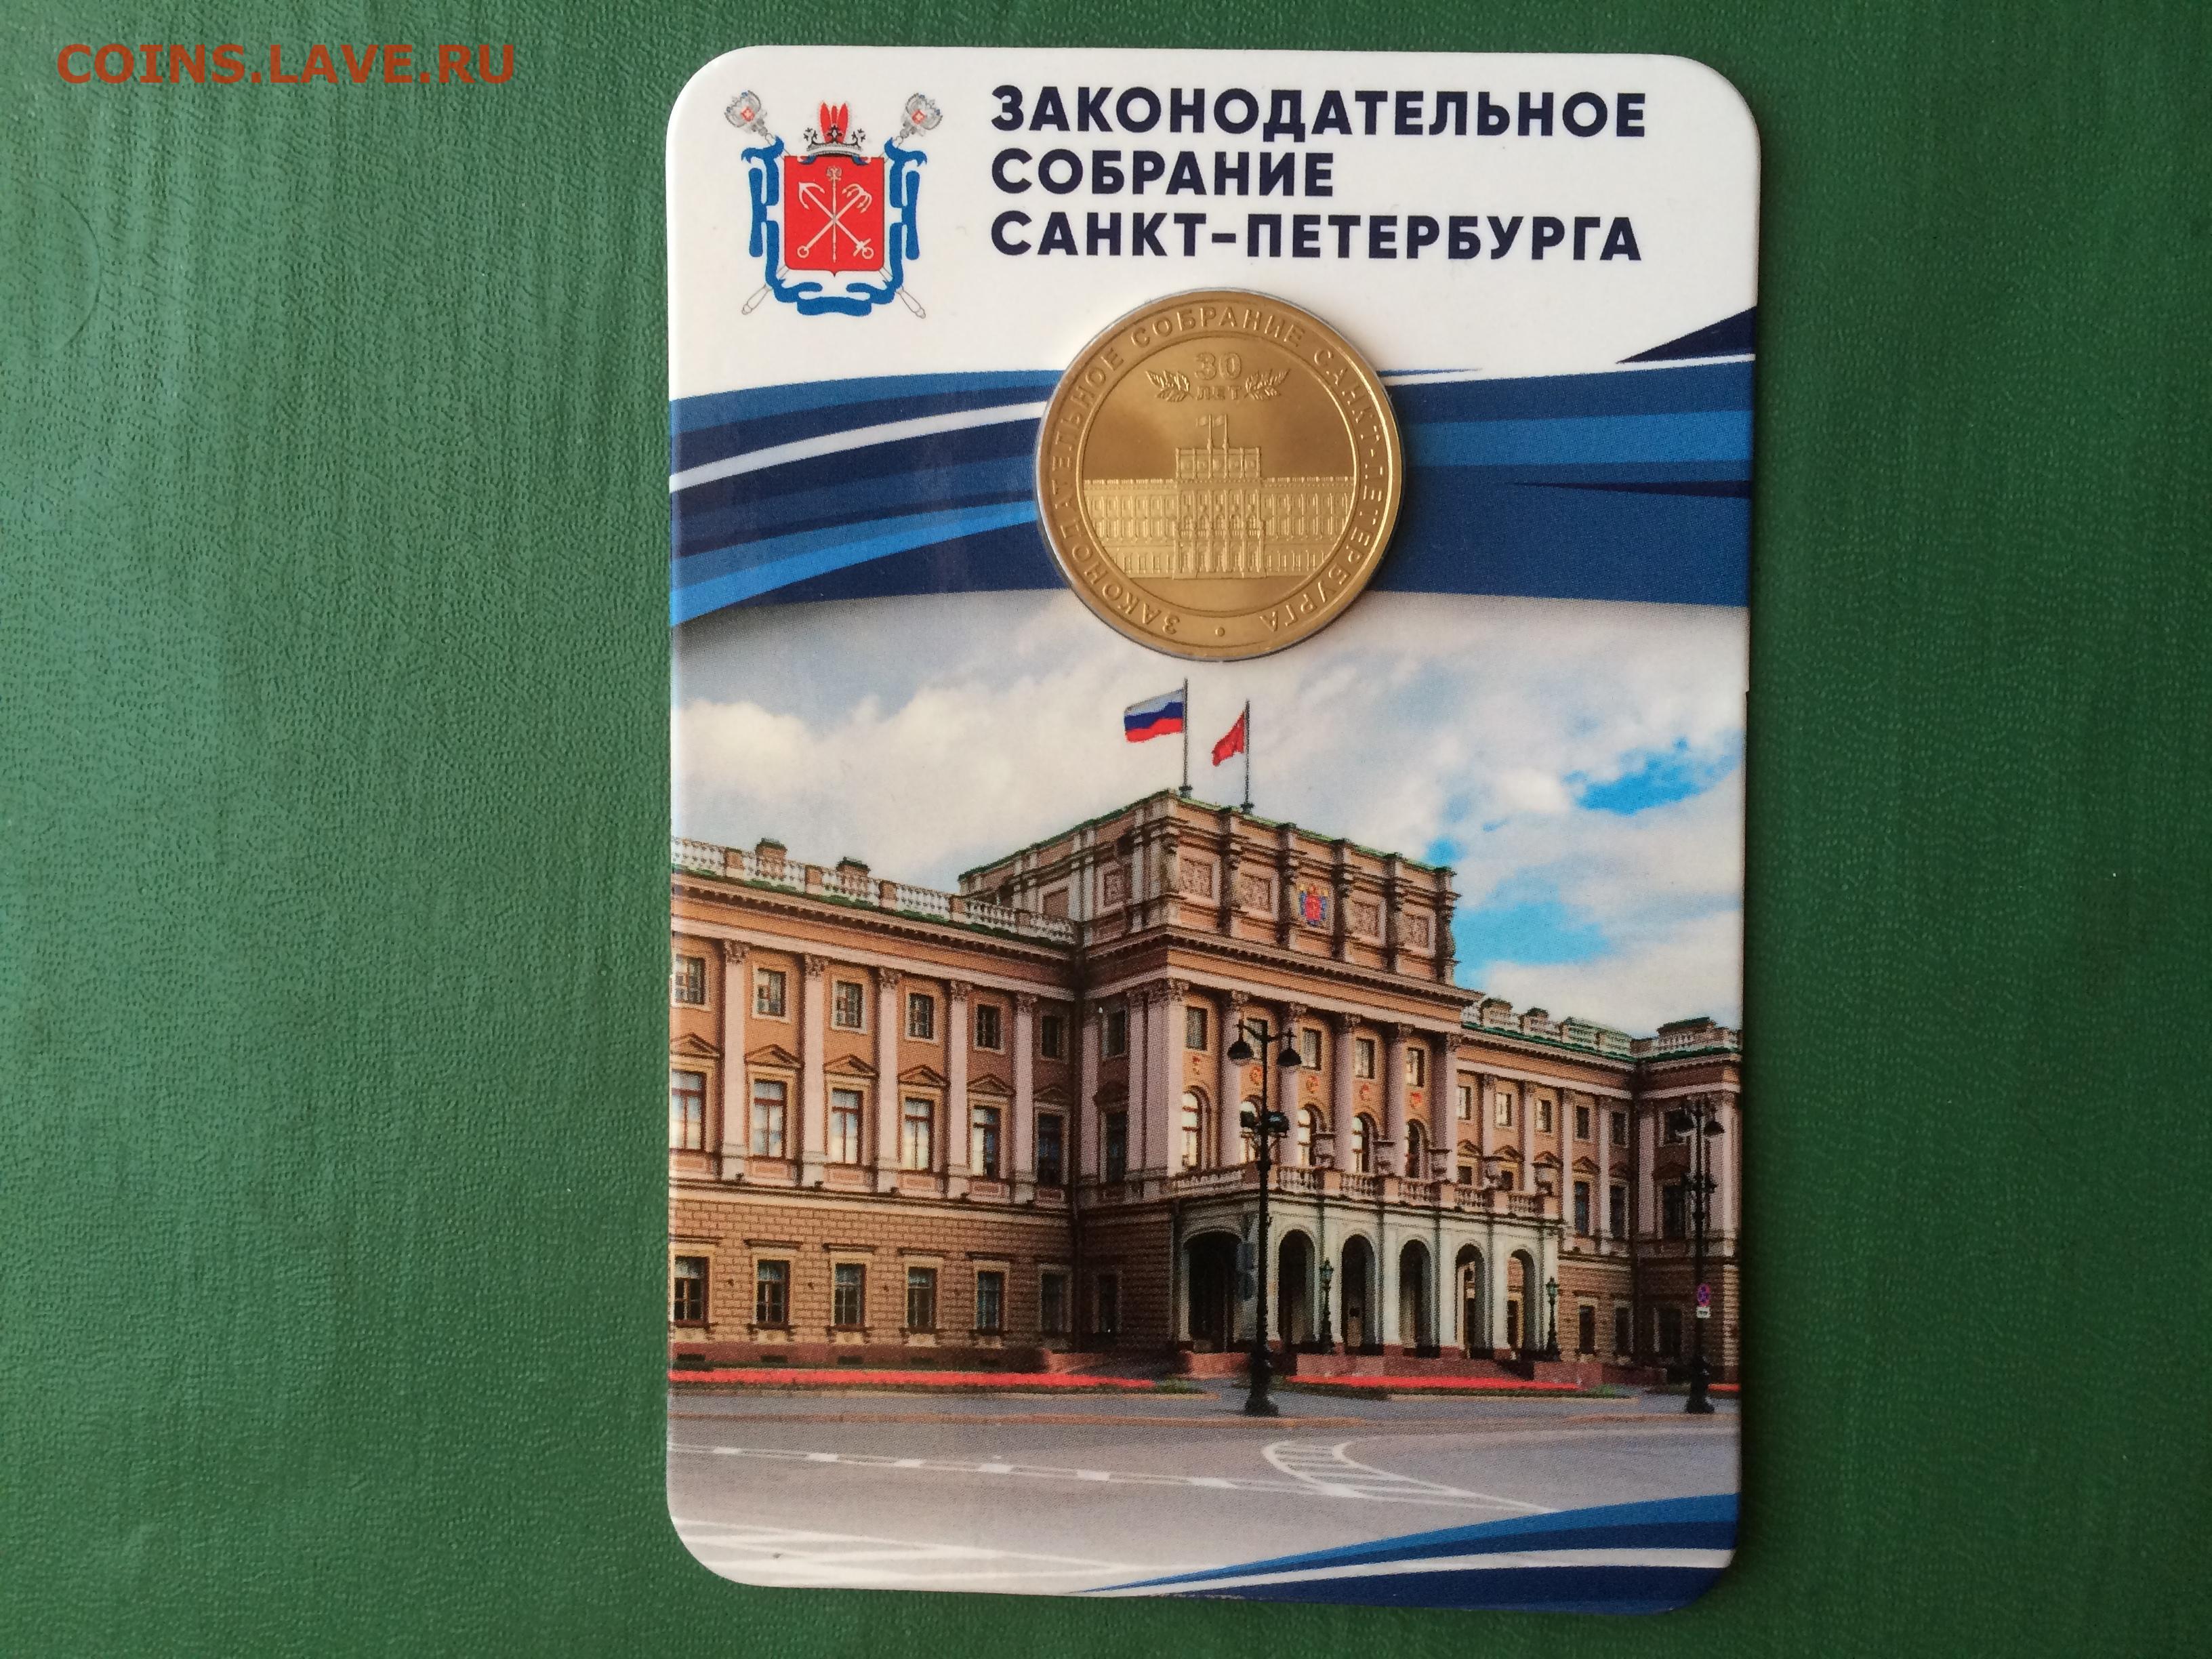 COINS.LAVE.RU
ЗАКОНОДАТЕЛЬНОЕ
СОБРАНИЕ
САНКТ-ПЕТЕРБУРГА
ЗАКОНОДАТЕЛЬНОЕ СОБРАНИЕ САНКТ-ПЕТЕРБУРГА •
30
ЛЕТ